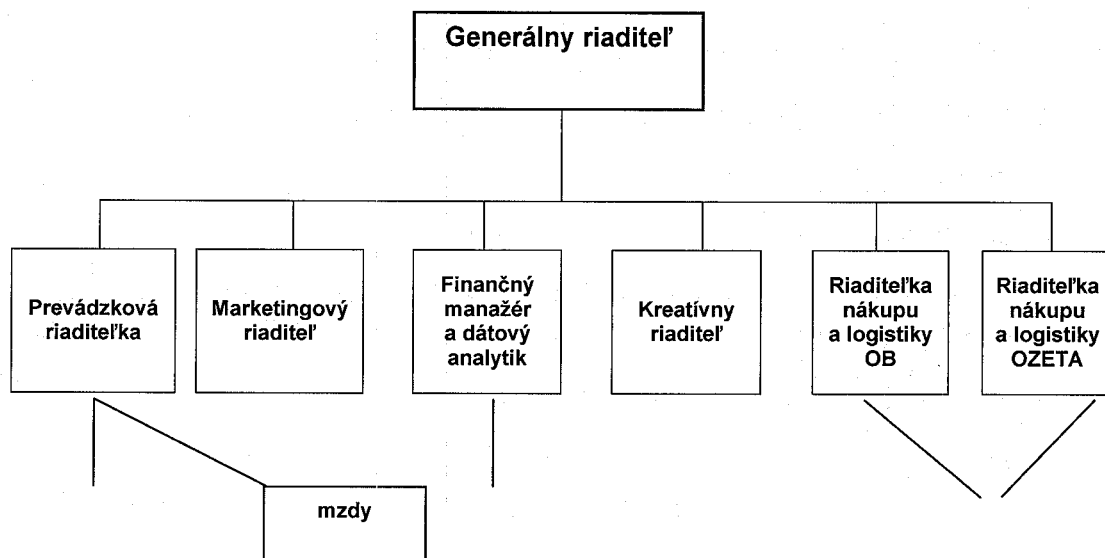 Generálny riaditeľ
Prevádzková
riaditeľka
Marketingový
riaditeľ
Finančný
manažér
a dátový
analytik
Kreatívny
riaditeľ
Riaditeľka
nákupu
a logistiky
OB
Riaditeľka
nákupu
a logistiky
OZETA
mzdy